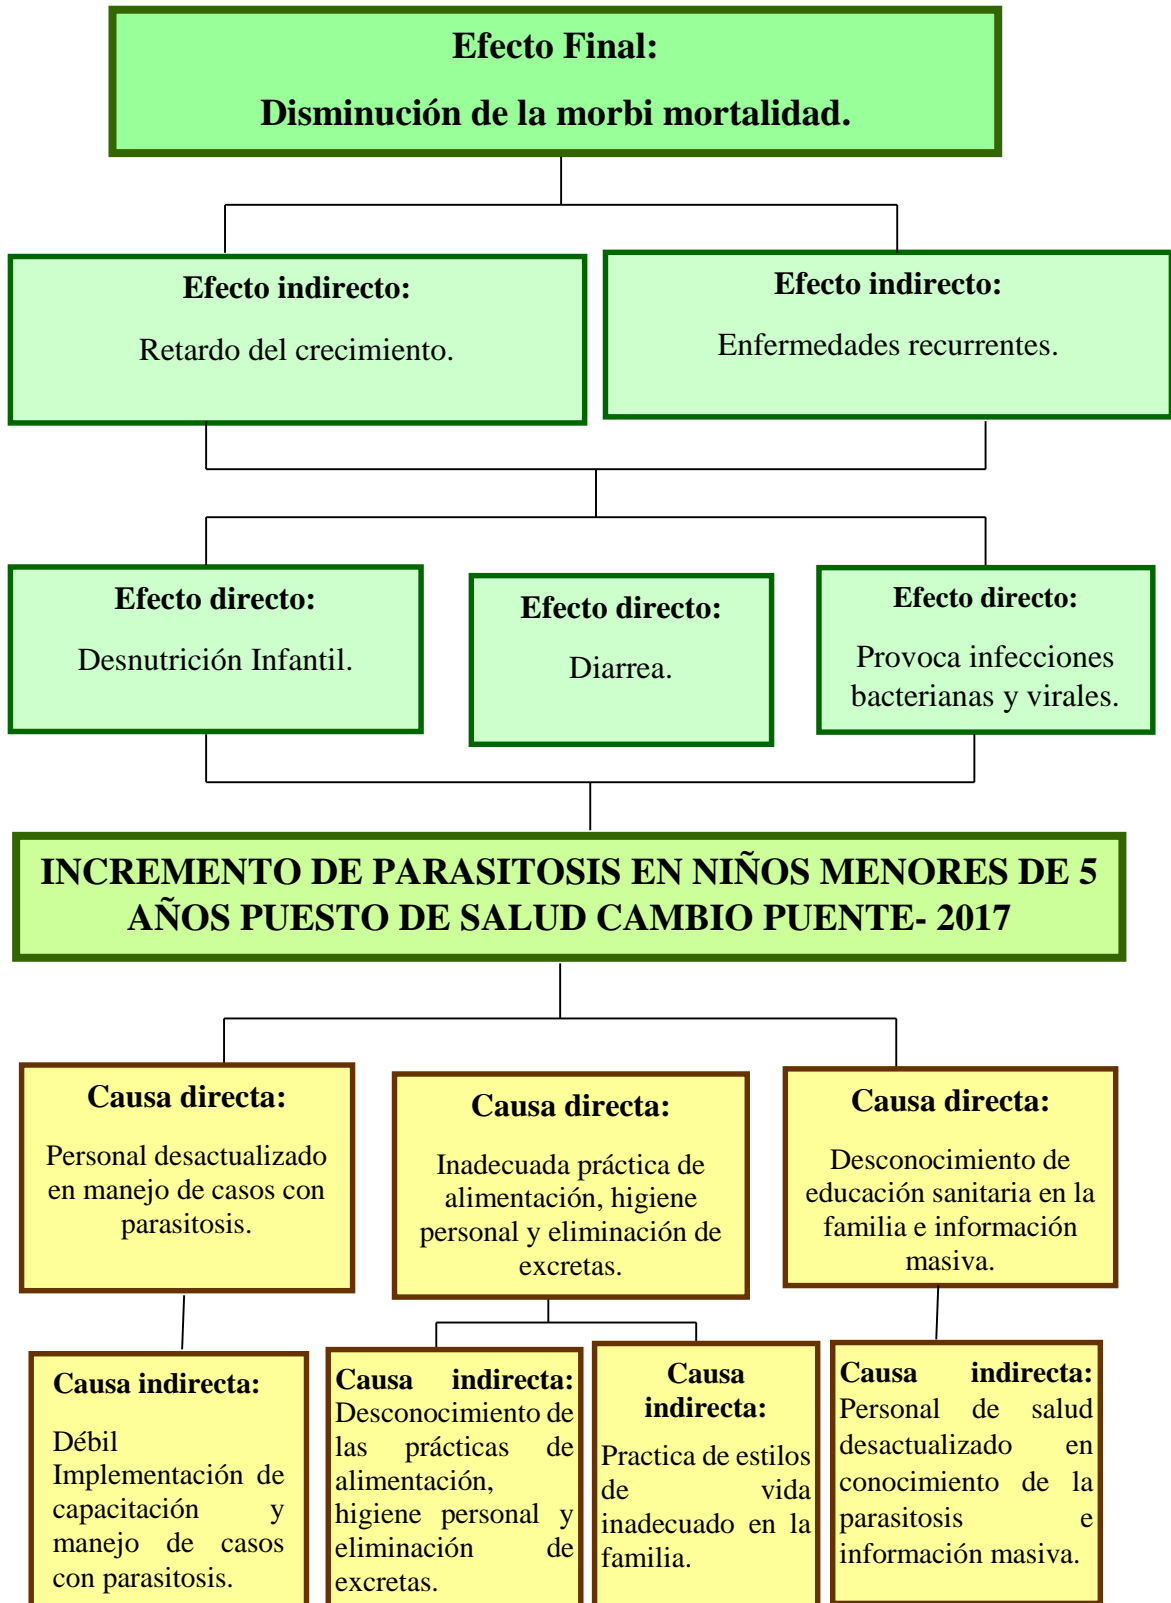 Efecto Final:
Disminución de la morbi mortalidad.
Efecto indirecto:
Retardo del crecimiento.
Efecto indirecto:
Enfermedades recurrentes.
Efecto directo:
Desnutrición Infantil.
Efecto directo:
Diarrea.
Efecto directo:
Provoca infecciones
bacterianas y virales.
INCREMENTO DE PARASITOSIS EN NIÑOS MENORES DE 5
AÑOS PUESTO DE SALUD CAMBIO PUENTE- 2017
Causa directa:
Personal desactualizado
en manejo de casos con
parasitosis.
Causa directa:
Inadecuada práctica de
alimentación, higiene
personal y eliminación de
excretas.
Causa directa:
Desconocimiento de
educación sanitaria en la
familia e información
masiva.
Causa indirecta:
Débil
Implementación de
capacitación y
manejo de casos
con parasitosis.
Causa indirecta:
Desconocimiento de
las prácticas de
alimentación,
higiene personal y
eliminación de
excretas.
Causa
indirecta:
Practica de estilos
de vida
inadecuado en la
familia.
Causa indirecta:
Personal de salud
desactualizado en
conocimiento de la
parasitosis e
información masiva.